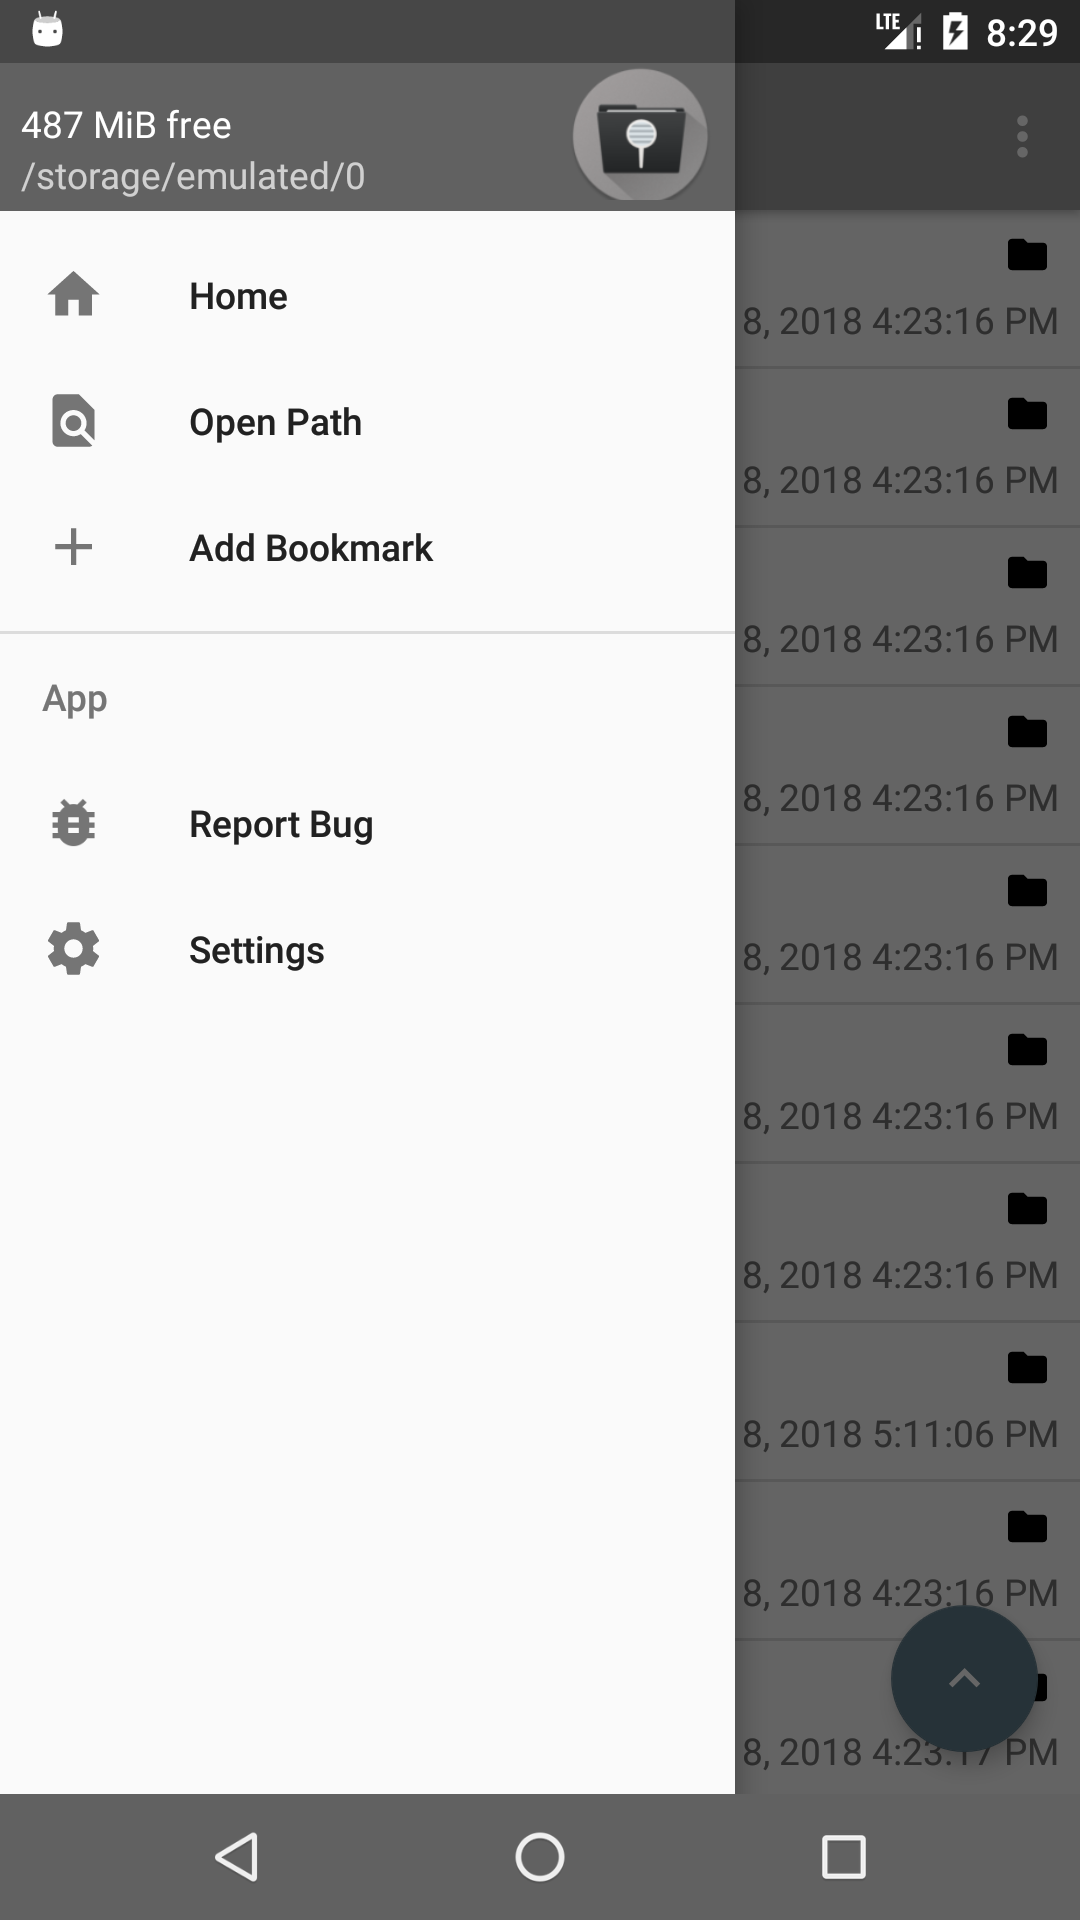 LTE 8:29
487 MiB free
/storage/emulated/0
Home
8, 2018 4:23:16 PM
Open Path
8, 2018 4:23:16 PM
Add Bookmark
8, 2018 4:23:16 PM
App
8, 2018 4:23:16 PM
Report Bug
Settings
8, 2018 4:23:16 PM
8, 2018 4:23:16 PM
8, 2018 4:23:16 PM
8, 2018 5:11:06 PM
8, 2018 4:23:16 PM
8, 2018 4:23:17 PM